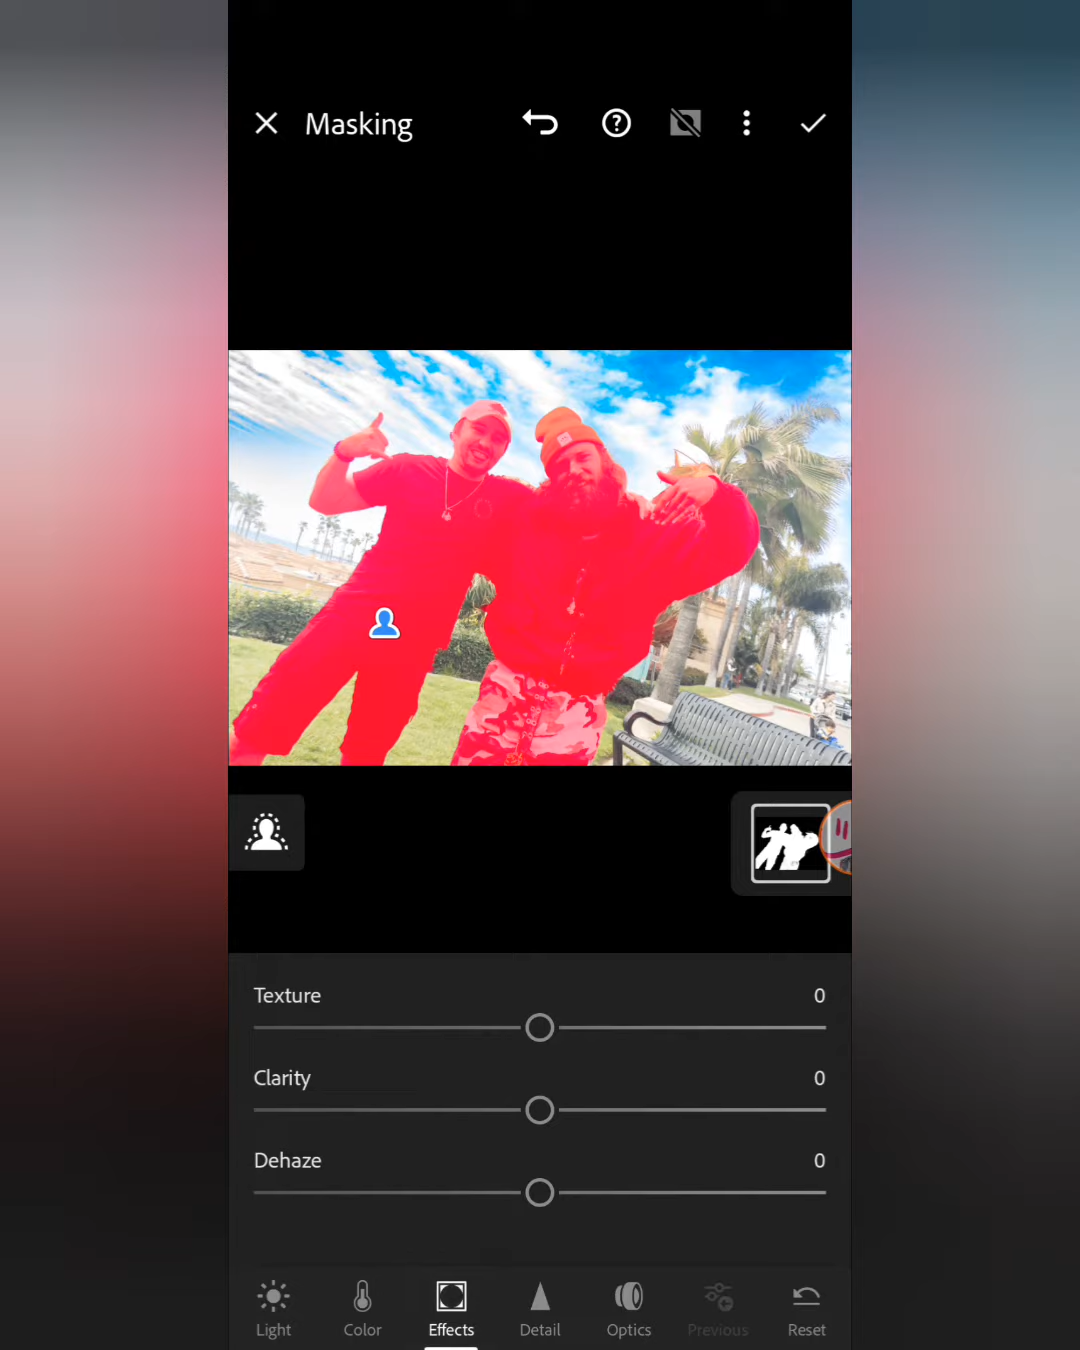 Masking
Texture 0
Clarity 0
Dehaze 0
Light Color Effects Detail Optics Previous Reset